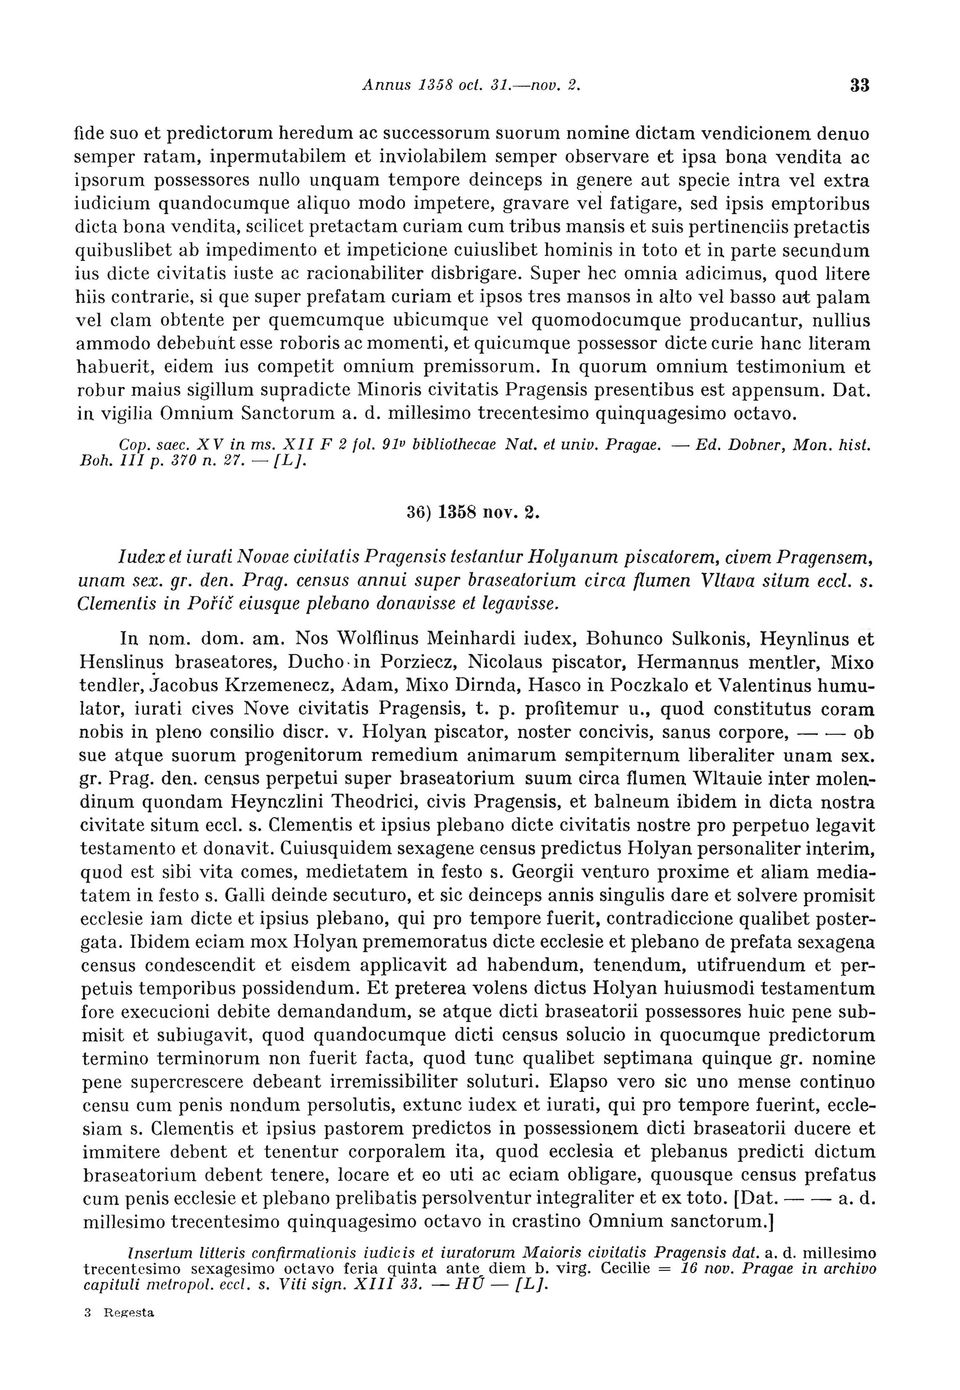 Annus 1358 oct. 31.—nov. 2. 33
fide suo et predictorum heredum ac successorum suorum nomine dictam vendicionem denuo
semper ratam, inpermutabilem et inviolabilem semper observare et ipsa bona vendita ac
ipsorum possessores nullo unquam tempore deinceps in genere aut specie intra vel extra
iudicium quandocumque aliquo modo impetere, gravare vel fatigare, sed ipsis emptoribus
dicta bona vendita, scilicet pretactam curiam cum tribus mansis et suis pertinenciis pretactis
quibuslibet ab impedimento et impeticione cuiuslibet hominis in toto et in parte secundum
ius dicte civitatis iuste ac racionabiliter disbrigare. Super hec omnia adicimus, quod litere
hiis contrarie, si que super prefatam curiam et ipsos tres mansos in alto vel basso aut palam
vel clam obtente per quemcumque ubicumque vel quomodocumque producantur, nullius
ammodo debebunt esse roboris ac momenti, et quicumque possessor dicte curie hanc literam
habuerit, eidem ius competit omnium premissorum. In quorum omnium testimonium et
robur maius sigillum supradicte Minoris civitatis Pragensis presentibus est appensum. Dat.
in vigilia Omnium Sanctorum a. d. millesimo trecentesimo quinquagesimo octavo.
Cop. saec. XV in ms. XII F 2 fol. 91v bibliothecae Nat. et univ. Pragae. — Ed. Dobner, Mon. hist.
Boh. III p. 370 n. 27. — [L].
36) 1358 nov. 2.
Iudex et iurati Novae civitatis Pragensis testantur Holyanum piscatorem, civem Pragensem,
unam sex. gr. den. Prag. census annui super braseatorium circa flumen Vltava situm eccl. s.
Clementis in Poříč eiusque plebano donavisse et legavisse.
In nom. dom. am. Nos Wolflinus Meinhardi iudex, Bohunco Sulkonis, Heynlinus et
Henslinus braseatores, Ducho in Porziecz, Nicolaus piscator, Hermannus mentler, Mixo
tendler, Jacobus Krzemenecz, Adam, Mixo Dirnda, Hasco in Poczkalo et Valentinus humu-
lator, iurati cives Nove civitatis Pragensis, t. p. profitemur u., quod constitutus coram
nobis in pleno consilio discr. v. Holyan piscator, noster concivis, sanus corpore, — — ob
sue atque suorum progenitorum remedium animarum sempiternum liberaliter unam sex.
gr. Prag. den. census perpetui super braseatorium suum circa flumen Wltauie inter molen-
dinum quondam Heynczlini Theodrici, civis Pragensis, et balneum ibidem in dicta nostra
civitate situm eccl. s. Clementis et ipsius plebano dicte civitatis nostre pro perpetuo legavit
testamento et donavit. Cuiusquidem sexagene census predictus Holyan personaliter interim,
quod est sibi vita comes, medietatem in festo s. Georgii venturo proxime et aliam media-
tatem in festo s. Galli deinde secuturo, et sic deinceps annis singulis dare et solvere promisit
ecclesie iam dicte et ipsius plebano, qui pro tempore fuerit, contradiccione qualibet poster-
gata. Ibidem eciam mox Holyan prememoratus dicte ecclesie et plebano de prefata sexagena
census condescendit et eisdem applicavit ad habendum, tenendum, utifruendum et per-
petuis temporibus possidendum. Et preterea volens dictus Holyan huiusmodi testamentum
fore execucioni debite demandandum, se atque dicti braseatorii possessores huic pene sub-
misit et subiugavit, quod quandocumque dicti census solucio in quocumque predictorum
termino terminorum non fuerit facta, quod tunc qualibet septimana quinque gr. nomine
pene supercrescere debeant irremissibiliter soluturi. Elapso vero sic uno mense continuo
censu cum penis nondum persolutis, extunc iudex et iurati, qui pro tempore fuerint, eccle-
siam s. Clementis et ipsius pastorem predictos in possessionem dicti braseatorii ducere et
immitere debent et tenentur corporalem ita, quod ecclesia et plebanus predicti dictum
braseatorium debent tenere, locare et eo uti ac eciam obligare, quousque census prefatus
cum penis ecclesie et plebano prelibatis persolventur integraliter et ex toto. [Dat. — — a. d.
millesimo trecentesimo quinquagesimo octavo in crastino Omnium sanctorum.]
Insertum litteris confirmationis iudicis et iuratorum Maioris civitatis Pragensis dat. a. d. millesimo
trecentesimo sexagesimo octavo feria quinta ante diem b. virg. Cecilie = 16 nov. Pragae in archivo
capituli metropol. eccl. s. Viti sign. XIII 33. — HÚ — [L].
3 Regesta